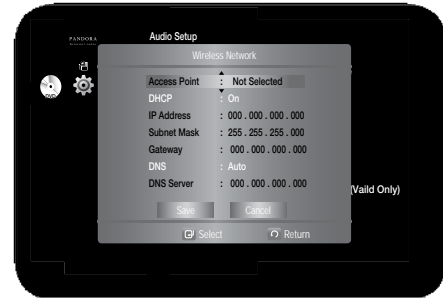 PANDORA
Audio Setup
Wireless Network
Access Point : Not Selected
DHCP : On
IP Address : 000 . 000 . 000 . 000
Subnet Mask : 255 . 255 . 255 . 000
Gateway : 000 . 000 . 000 . 000
DNS : Auto
DNS Server : 000 . 000 . 000 . 000
(Vaild Only)
Save Cancel
Select Return